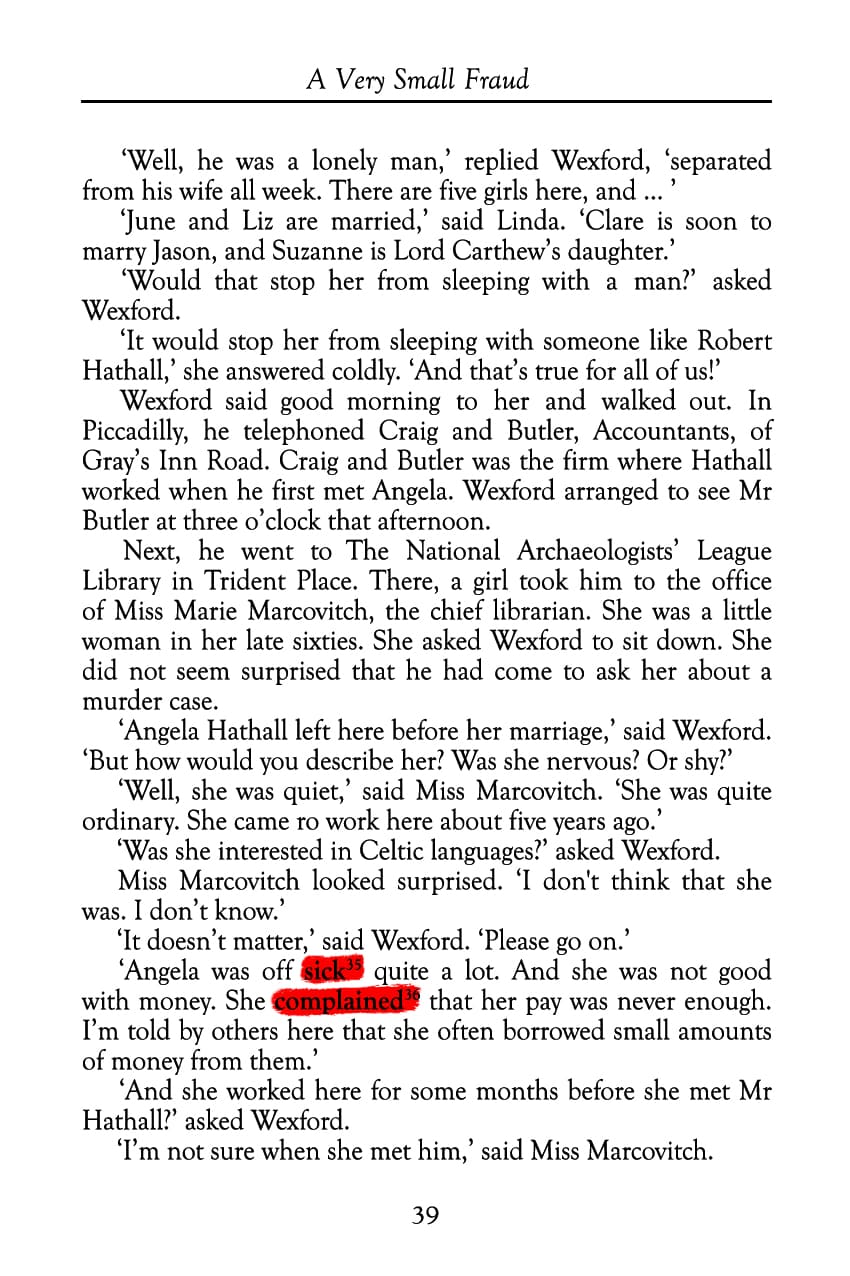 A Very Small Fraud
‘Well, he was a lonely man,’ replied Wexford, ‘separated
from his wife all week. There are five girls here, and ... ’
‘June and Liz are married,’ said Linda. ‘Clare is soon to
marry Jason, and Suzanne is Lord Carthew’s daughter.’
‘Would that stop her from sleeping with a man?’ asked
Wexford.
‘It would stop her from sleeping with someone like Robert
Hathall,’ she answered coldly. ‘And that’s true for all of us!’
Wexford said good morning to her and walked out. In
Piccadilly, he telephoned Craig and Butler, Accountants, of
Gray’s Inn Road. Craig and Butler was the firm where Hathall
worked when he first met Angela. Wexford arranged to see Mr
Butler at three o’clock that afternoon.
Next, he went to The National Archaeologists’ League
Library in Trident Place. There, a girl took him to the office
of Miss Marie Marcovitch, the chief librarian. She was a little
woman in her late sixties. She asked Wexford to sit down. She
did not seem surprised that he had come to ask her about a
murder case.
‘Angela Hathall left here before her marriage,’ said Wexford.
‘But how would you describe her? Was she nervous? Or shy?’
‘Well, she was quiet,’ said Miss Marcovitch. ‘She was quite
ordinary. She came ro work here about five years ago.’
‘Was she interested in Celtic languages?’ asked Wexford.
Miss Marcovitch looked surprised. ‘I don't think that she
was. I don’t know.’
‘It doesn’t matter,’ said Wexford. ‘Please go on.’
‘Angela was off sick³⁵ quite a lot. And she was not good
with money. She complained³⁶ that her pay was never enough.
I’m told by others here that she often borrowed small amounts
of money from them.’
‘And she worked here for some months before she met Mr
Hathall?’ asked Wexford.
‘I’m not sure when she met him,’ said Miss Marcovitch.
39